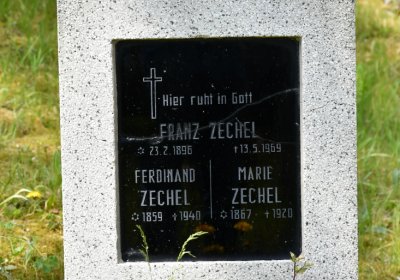 Hier ruht in Gott
FRANZ ZECHEL
☆ 23.2.1896 ✝ 13.5.1969
FERDINAND
ZECHEL
☆ 1859 ✝ 1940
MARIE
ZECHEL
☆ 1867 ✝ 1920